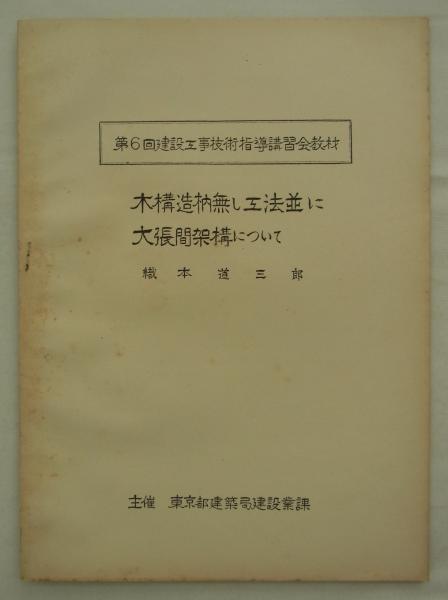 第6回建設工事技術指導講習会教材
木構造枘無し工法並に
大張間架構について
織本道三郎
主催 東京都建築局建設業課